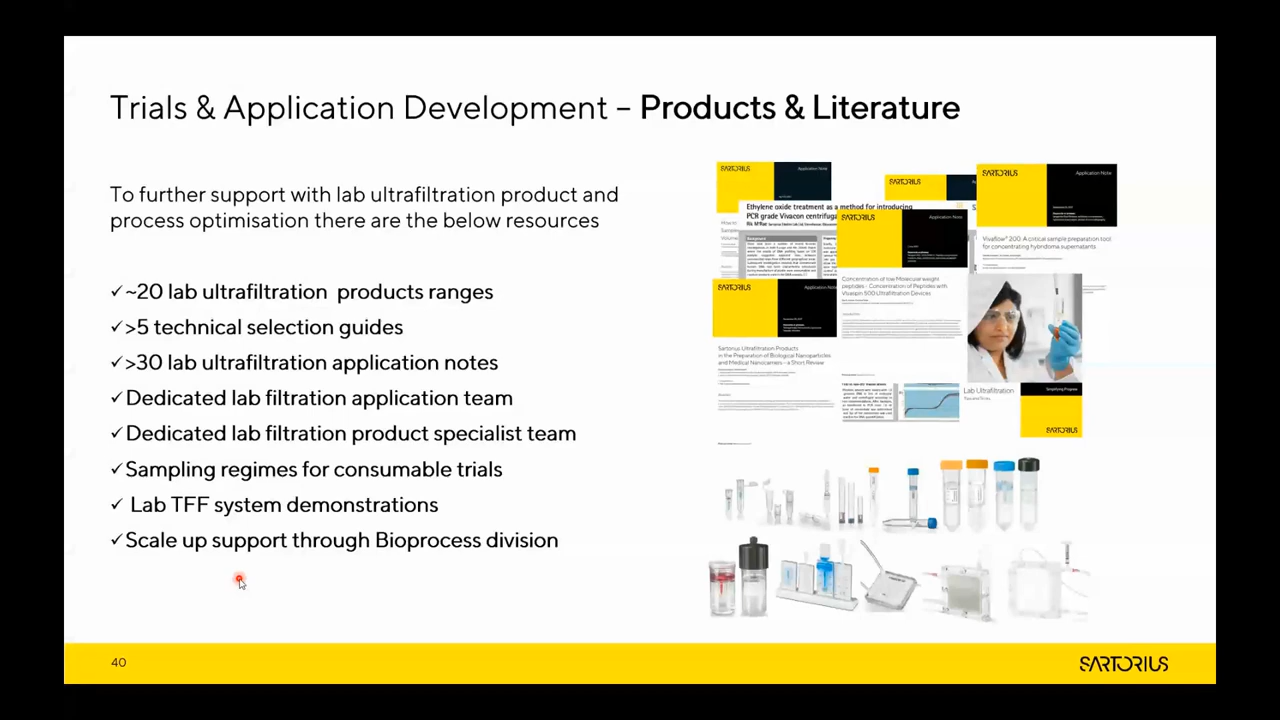 Trials & Application Development – Products & Literature
To further support with lab ultrafiltration product and
process optimisation there are the below resources
✓>20 lab ultrafiltration products ranges
✓>5 technical selection guides
✓>30 lab ultrafiltration application notes
✓Dedicated lab filtration application team
✓Dedicated lab filtration product specialist team
✓Sampling regimes for consumable trials
✓ Lab TFF system demonstrations
✓Scale up support through Bioprocess division
SARTORIUS
Application Note
SARTORIUS
SARTORIUS
Application Note
Ethylene oxide treatment as a method for introducing
PCR grade Vivacon centrifuga
SARTORIUS
Application Note
Vivaflow® 200: A critical sample preparation tool
for concentrating hybridoma supernatants
Concentration of low Molecular weight
peptides - Concentration of Peptides with
Vivaspin 500 Ultrafiltration Devices
SARTORIUS
Application Note
Sartorius Ultrafiltration Products
in the Preparation of Biological Nanoparticles
and Medical Nanocarriers – a Short Review
Lab Ultrafiltration
Tips and Tricks
Simplifying Progress
SARTORIUS
40
SARTORIUS